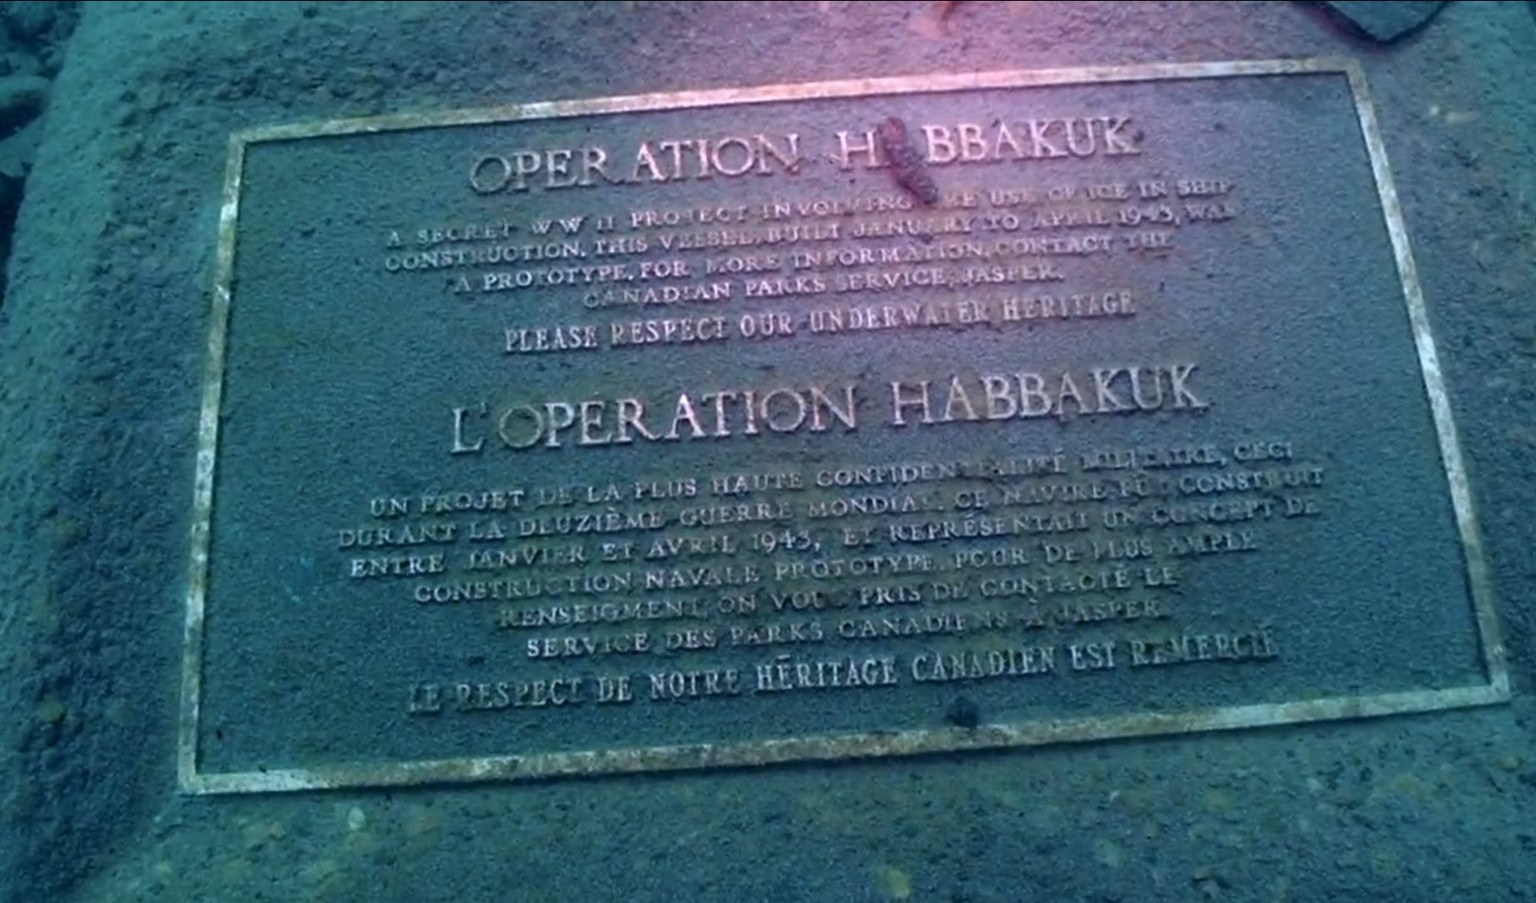 OPERATION HABBAKUK
A SECRET WW II PROJECT INVOLVING THE USE OF ICE IN SHIP
CONSTRUCTION, THIS VESSEL, BUILT JANUARY TO APRIL 1943, WAS
A PROTOTYPE. FOR MORE INFORMATION, CONTACT THE
CANADIAN PARKS SERVICE, JASPER.
PLEASE RESPECT OUR UNDERWATER HERITAGE
L'OPÉRATION HABBAKUK
UN PROJET DE LA PLUS HAUTE CONFIDENTIALITÉ MILITAIRE, CECI
DURANT LA DEUZIÈME GUERRE MONDIAL. CE NAVIRE FUT CONSTRUIT
ENTRE JANVIER ET AVRIL 1943, ET REPRÉSENTAIT UN CONCEPT DE
CONSTRUCTION NAVALE PROTOTYPE. POUR DE PLUS AMPLE
RENSEIGMENT, ON VOUS PRIS DE CONTACTÉ LE
SERVICE DES PARKS CANADIENS À JASPER.
LE RESPECT DE NOTRE HÉRITAGE CANADIEN EST REMERCIÉ